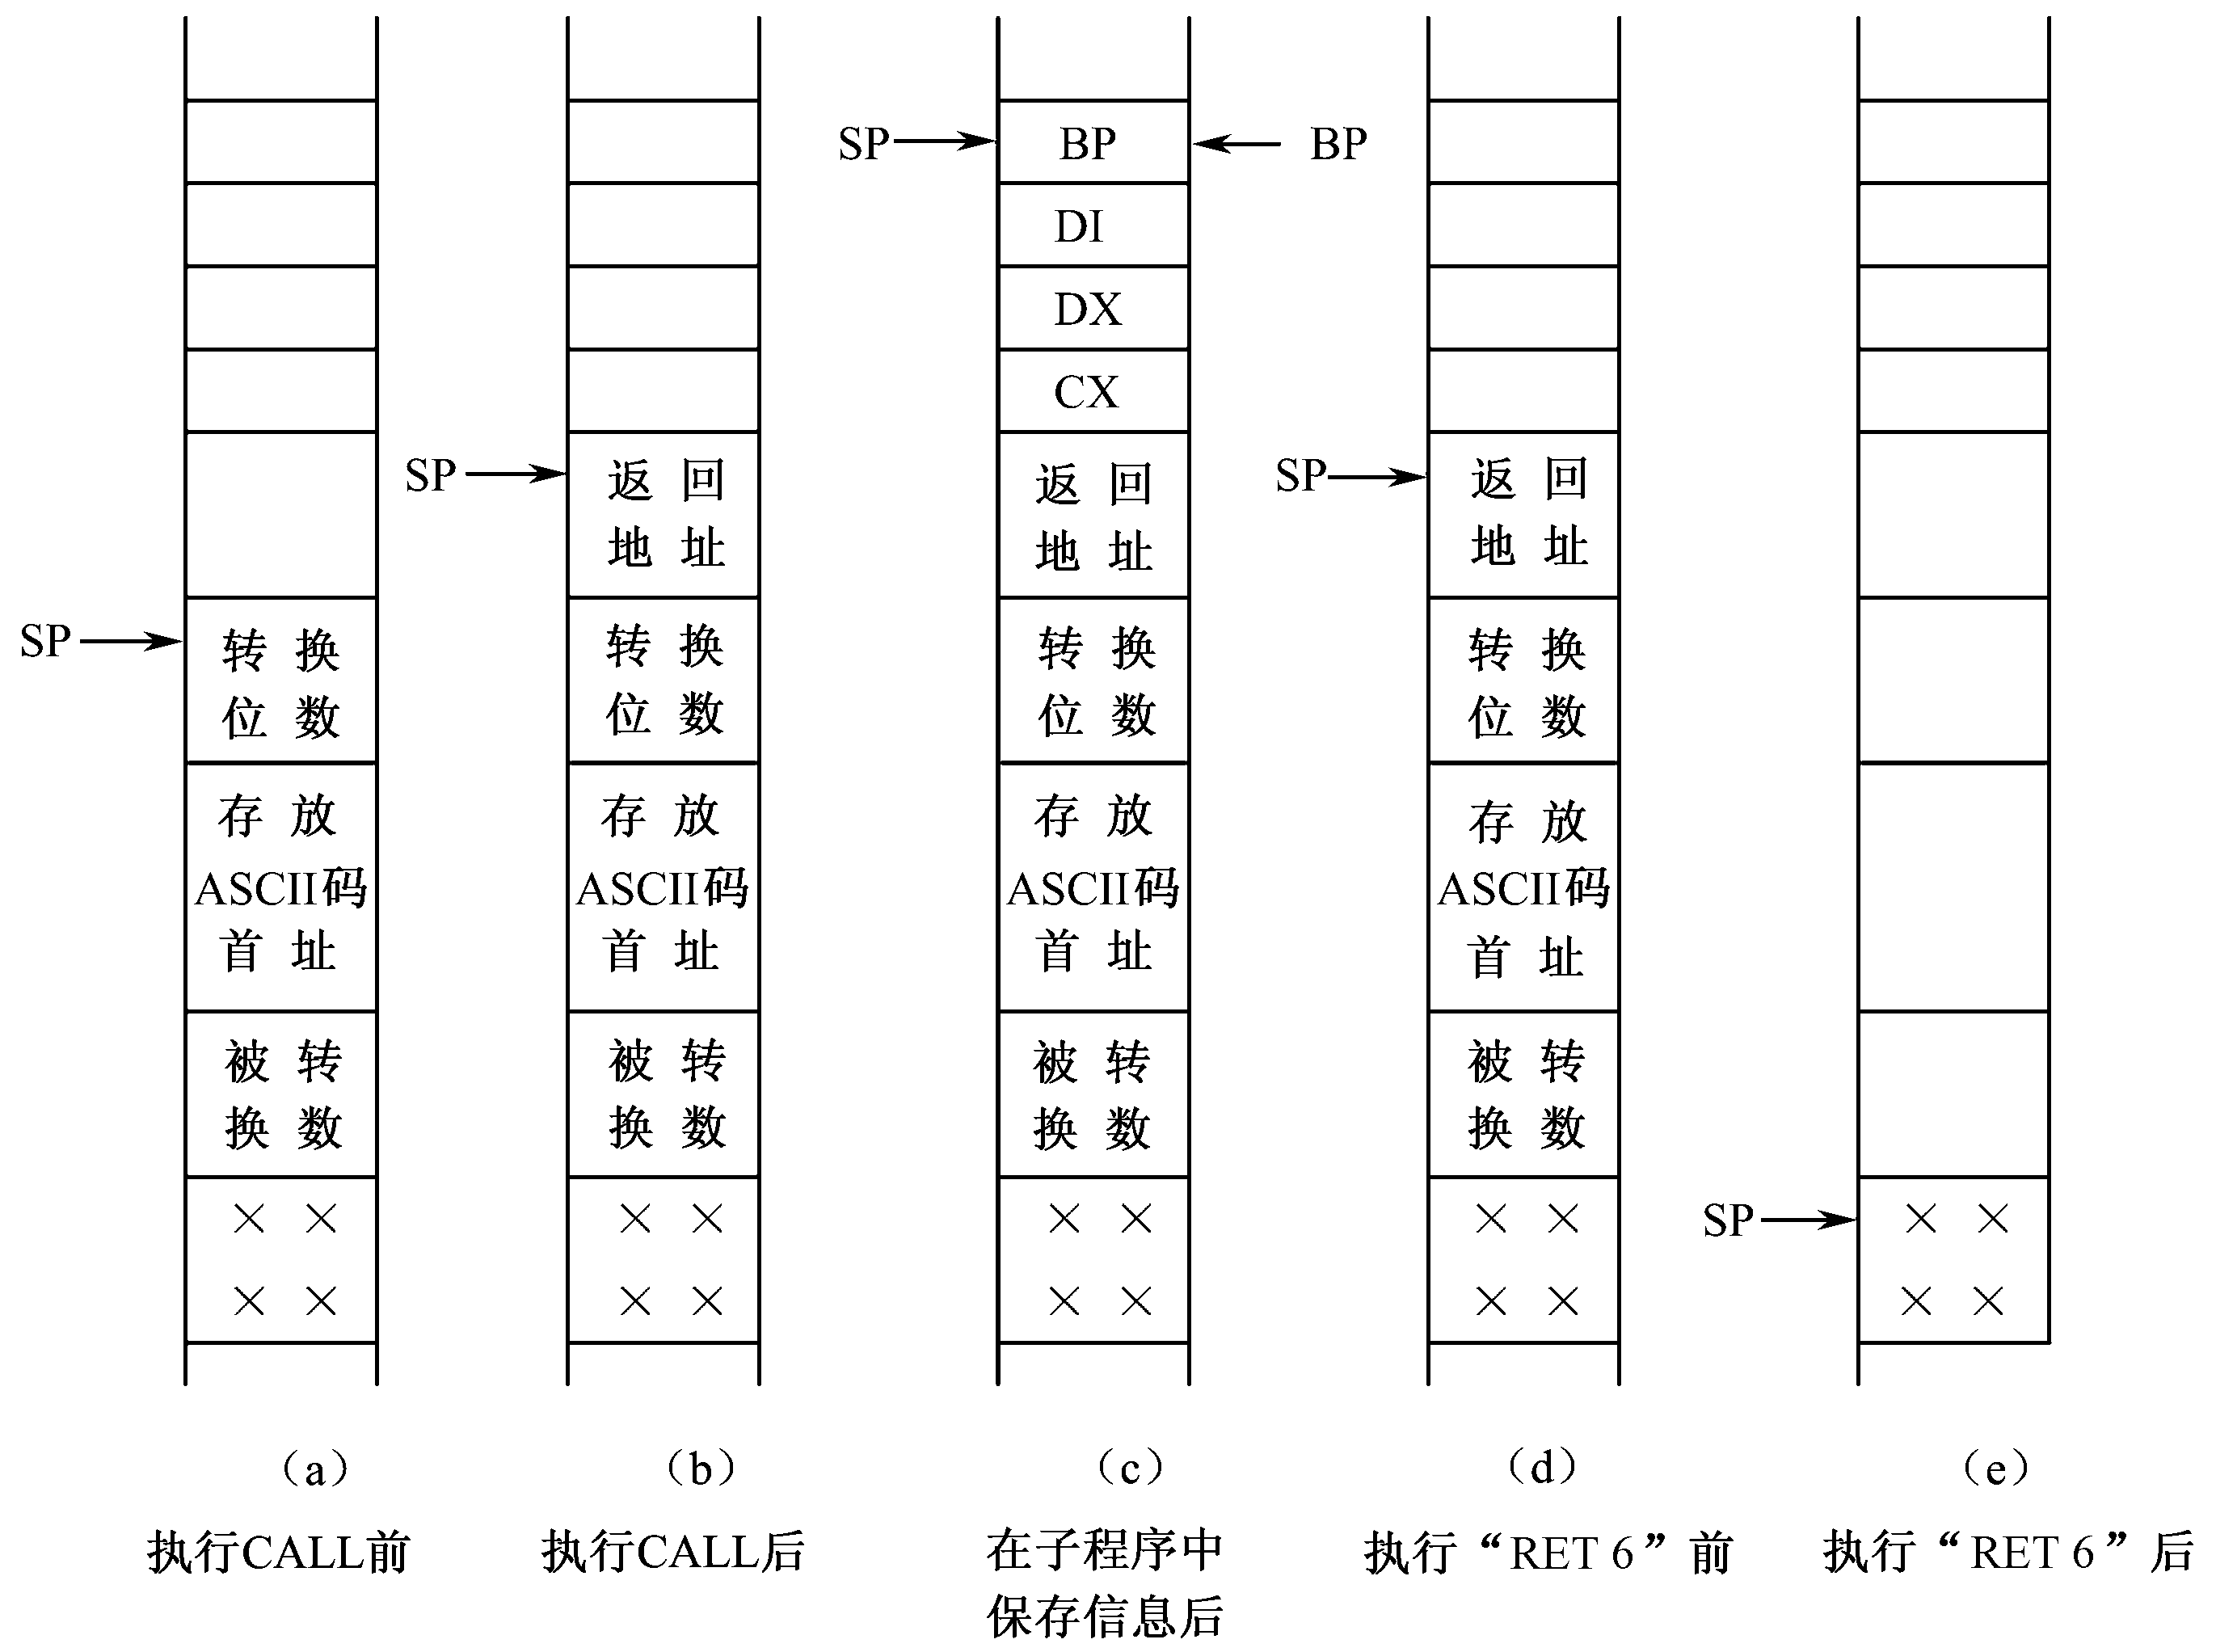 SP
转 换
位 数
存 放
ASCII码
首 址
被 转
换 数
× ×
× ×
(a)
执行CALL前
SP
返 回
地 址
转 换
位 数
存 放
ASCII码
首 址
被 转
换 数
× ×
× ×
(b)
执行CALL后
SP
BP
BP
DI
DX
CX
返 回
地 址
转 换
位 数
存 放
ASCII码
首 址
被 转
换 数
× ×
× ×
(c)
在子程序中
保存信息后
SP
返 回
地 址
转 换
位 数
存 放
ASCII码
首 址
被 转
换 数
× ×
× ×
(d)
执行“RET 6”前
SP
× ×
× ×
(e)
执行“RET 6”后